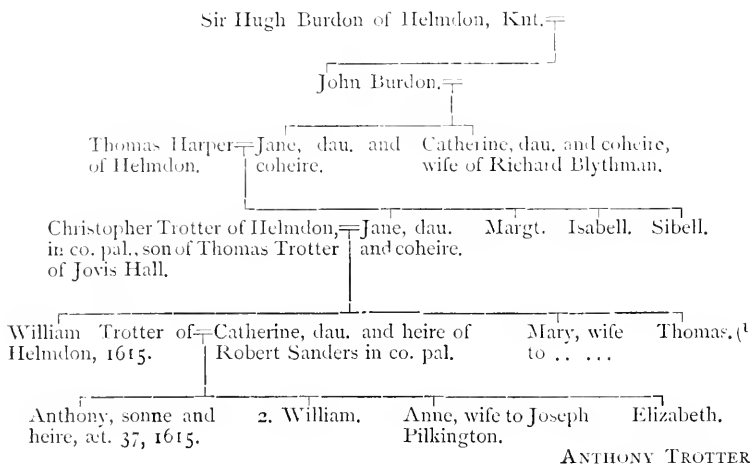 Sir Hugh Burdon of Helmdon, Knt.
John Burdon.
Thomas Harper
of Helmdon.
Jane, dau. and
coheire.
Catherine, dau. and coheire,
wife of Richard Blythman.
Christopher Trotter of Helmdon,
in co. pal., son of Thomas Trotter
of Jovis Hall.
Jane, dau.
and coheire.
Margt.
Isabell.
Sibell.
William Trotter of
Helmdon, 1615.
Catherine, dau. and heire of
Robert Sanders in co. pal.
Mary, wife
to .. ...
Thomas.(1
Anthony, sonne and
heire, æt. 37, 1615.
2. William.
Anne, wife to Joseph
Pilkington.
Elizabeth.
ANTHONY TROTTER